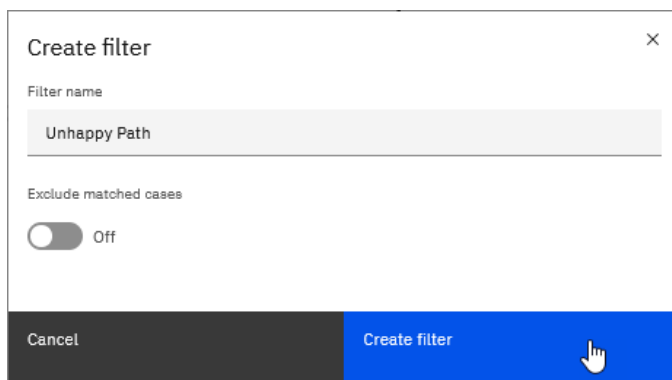 Create filter
Filter name
Unhappy Path
Exclude matched cases
Off
Cancel
Create filter